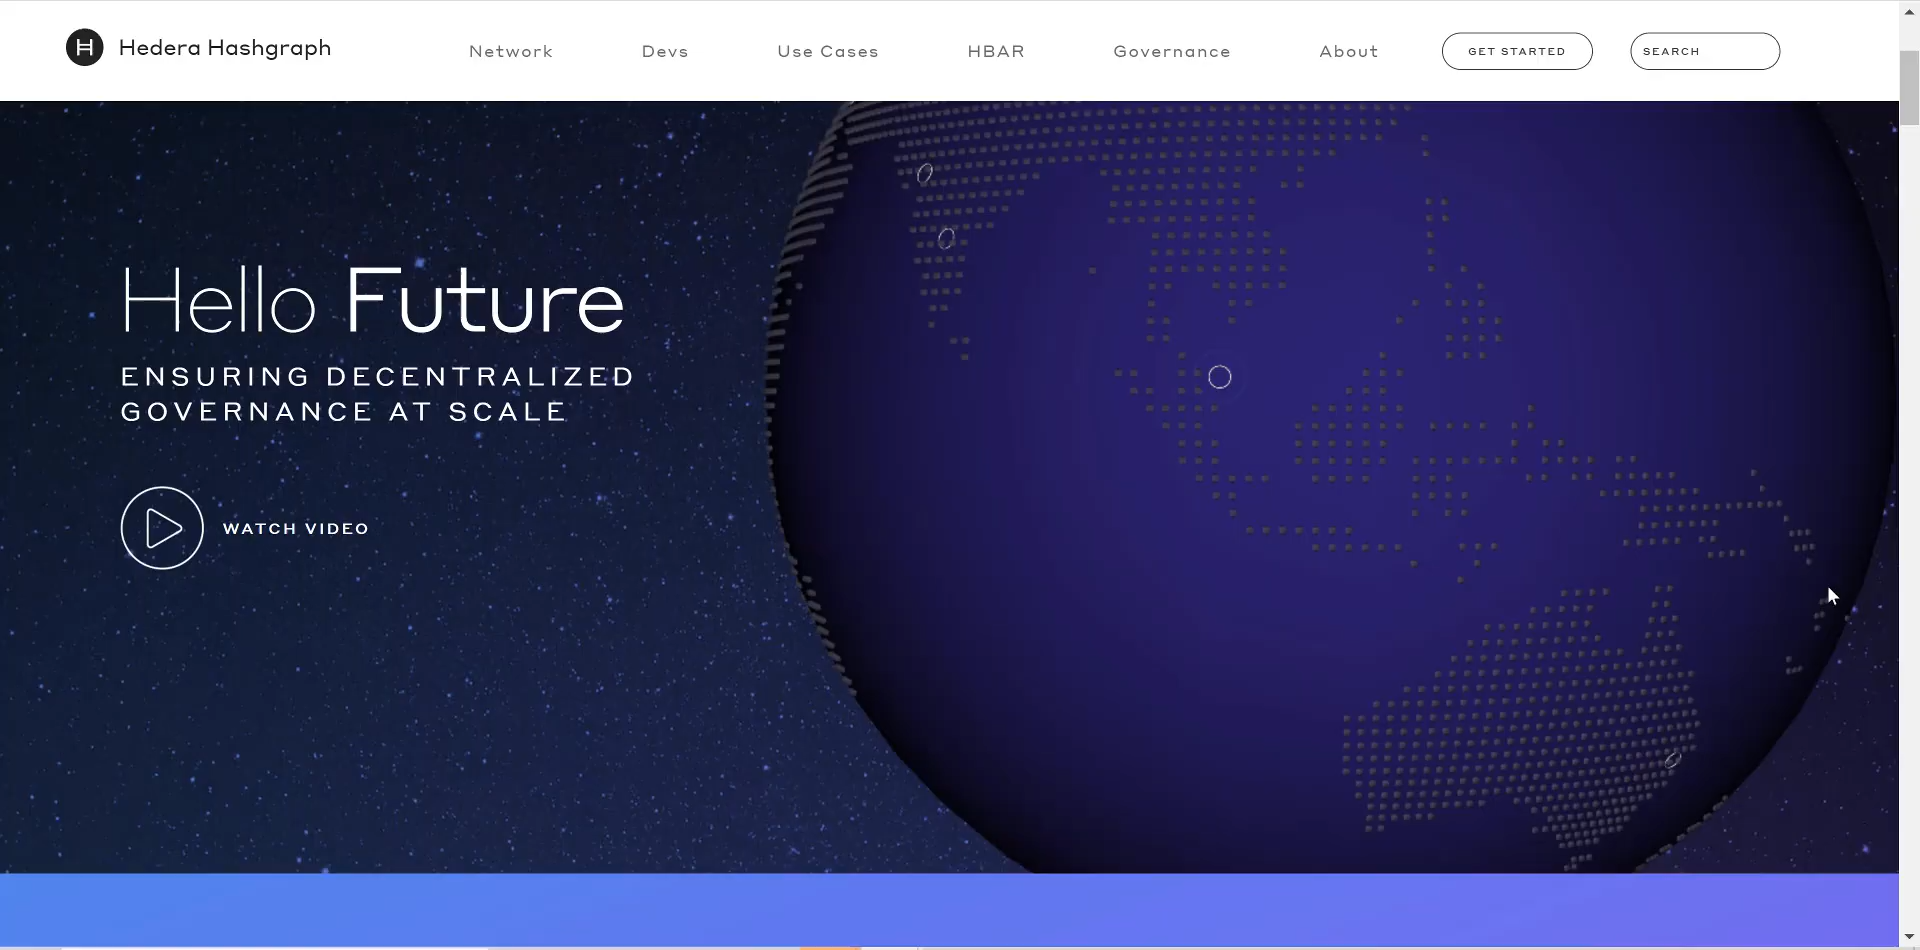 Hedera Hashgraph
Network
Devs
Use Cases
HBAR
Governance
About
GET STARTED
SEARCH
Hello Future
ENSURING DECENTRALIZED
GOVERNANCE AT SCALE
WATCH VIDEO